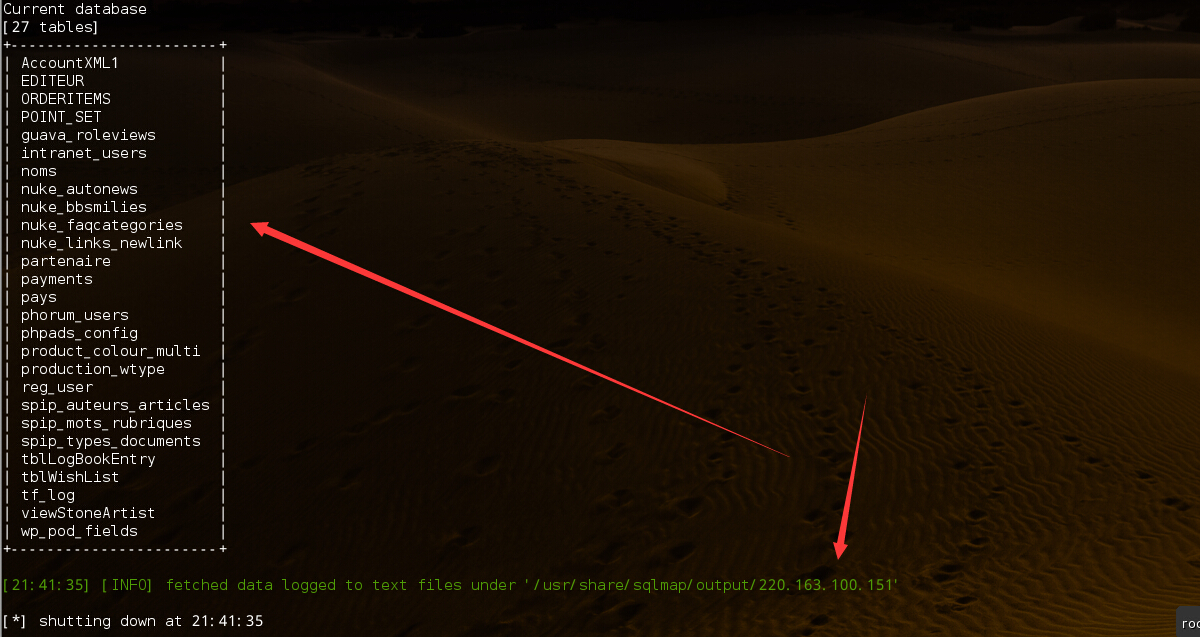 Current database
[27 tables]
+-----------------------+
| AccountXML1 |
| EDITEUR |
| ORDERITEMS |
| POINT_SET |
| guava_roleviews |
| intranet_users |
| noms |
| nuke_autonews |
| nuke_bbsmilies |
| nuke_faqcategories |
| nuke_links_newlink |
| partenaire |
| payments |
| pays |
| phorum_users |
| phpads_config |
| product_colour_multi |
| production_wtype |
| reg_user |
| spip_auteurs_articles |
| spip_mots_rubriques |
| spip_types_documents |
| tblLogBookEntry |
| tblWishList |
| tf_log |
| viewStoneArtist |
| wp_pod_fields |
+-----------------------+
[21:41:35] [INFO] fetched data logged to text files under '/usr/share/sqlmap/output/220.163.100.151'
[*] shutting down at 21:41:35